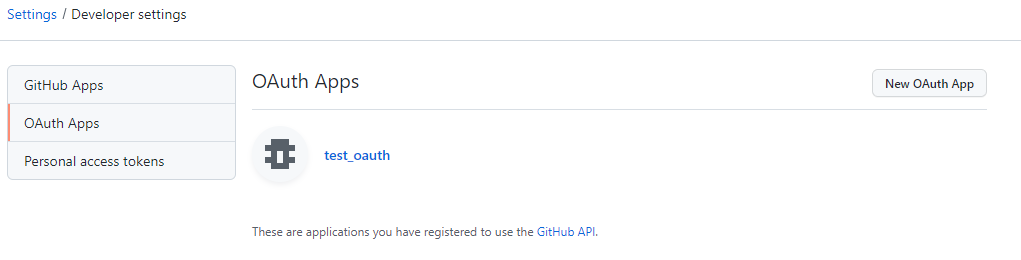 Settings / Developer settings
GitHub Apps
OAuth Apps
Personal access tokens
OAuth Apps
New OAuth App
test_oauth
These are applications you have registered to use the GitHub API.